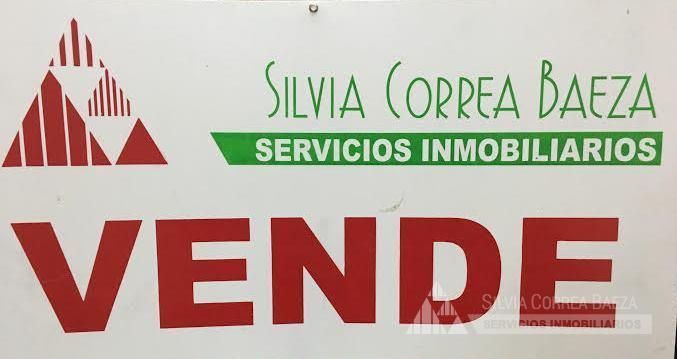 SILVIA CORREA BAEZA
SERVICIOS INMOBILIARIOS
VENDE
SILVIA CORREA BAEZA
SERVICIOS INMOBILIARIOS